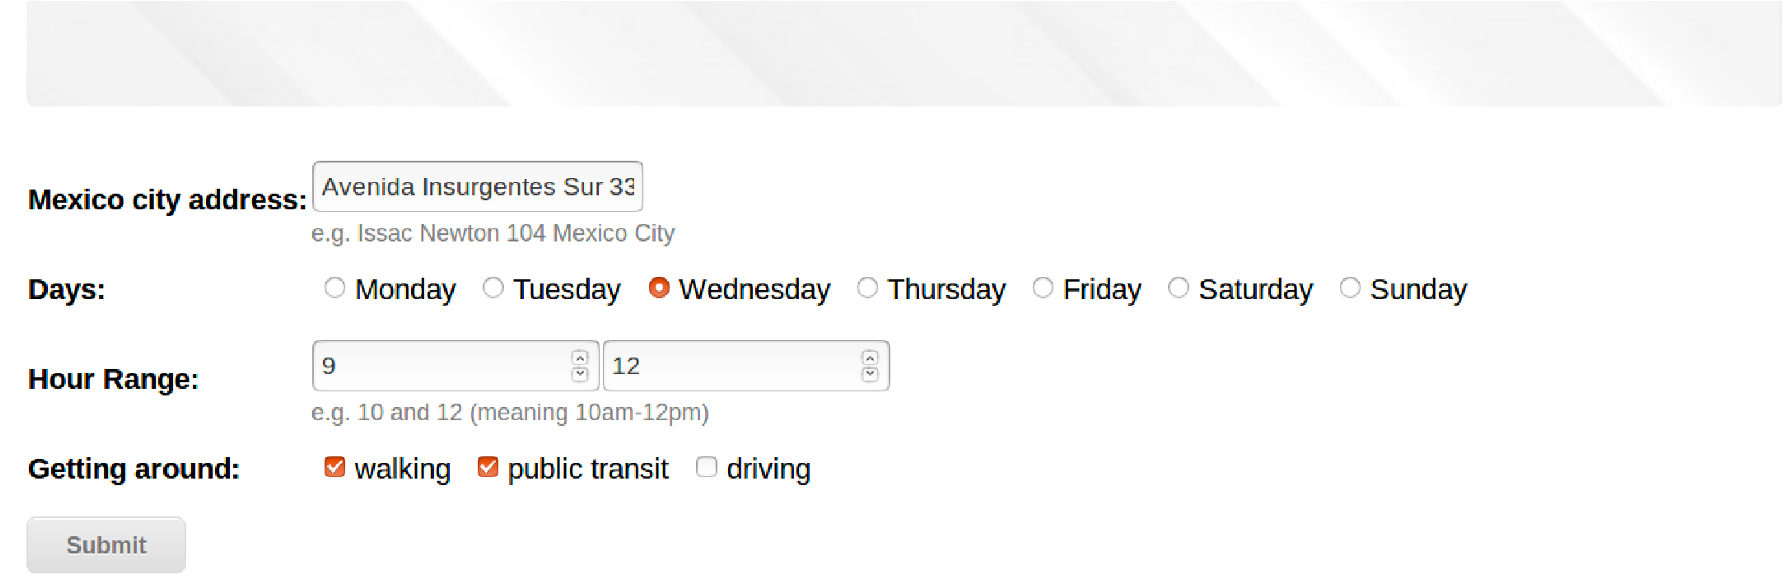 Mexico city address: Avenida Insurgentes Sur 33
e.g. Issac Newton 104 Mexico City
Days: Monday Tuesday Wednesday Thursday Friday Saturday Sunday
Hour Range: 9 12
e.g. 10 and 12 (meaning 10am-12pm)
Getting around: walking public transit driving
Submit